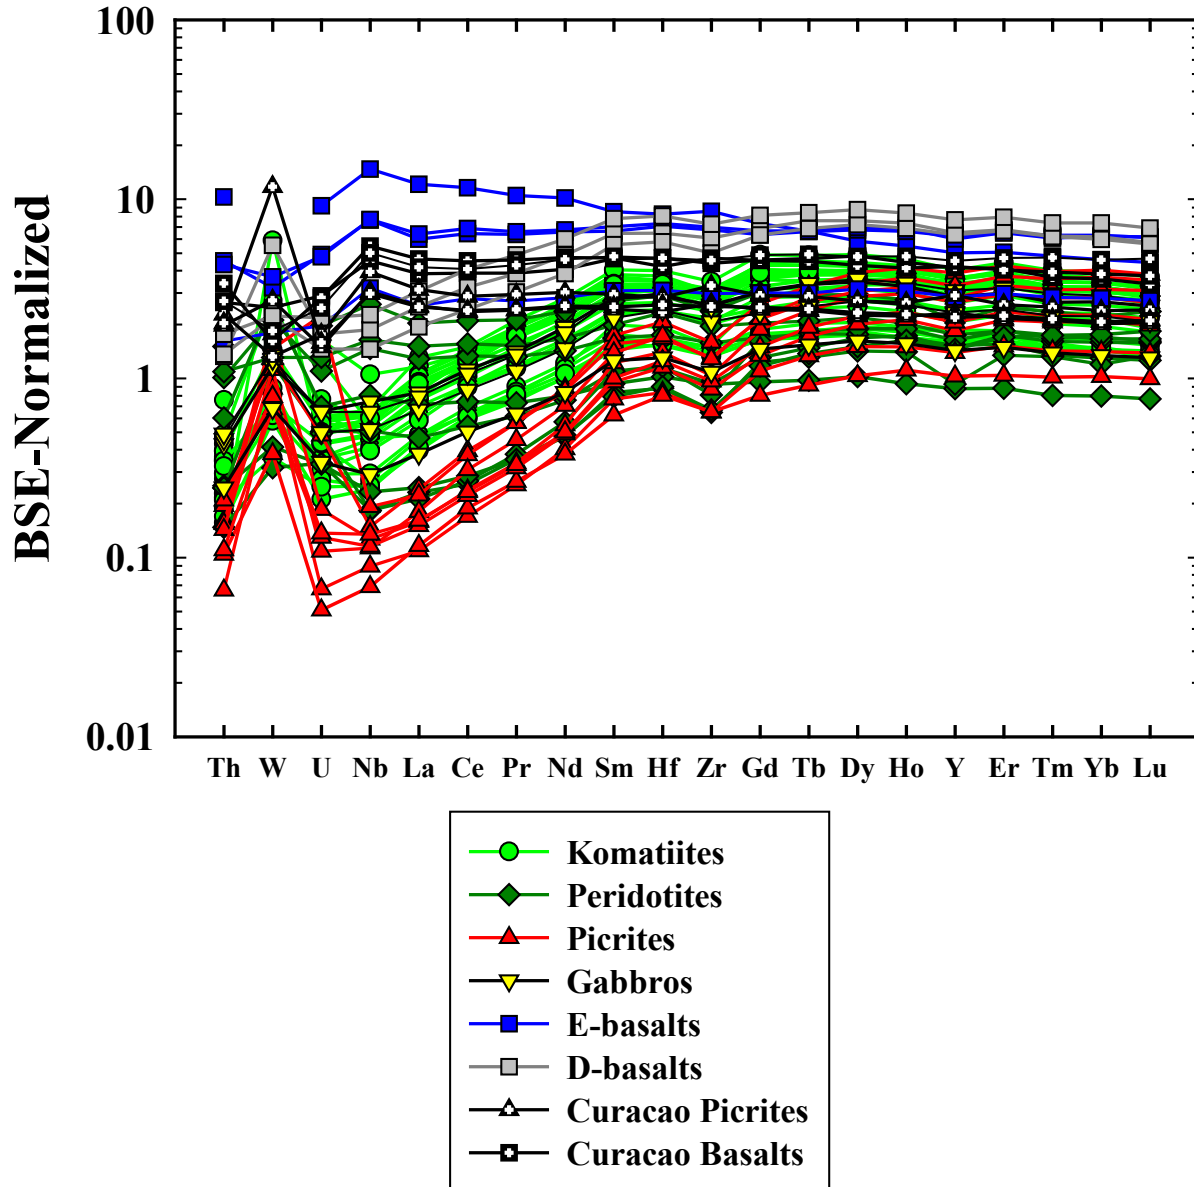 100
10
1
0.1
0.01
BSE-Normalized
Th W U Nb La Ce Pr Nd Sm Hf Zr Gd Tb Dy Ho Y Er Tm Yb Lu
Komatiites
Peridotites
Picrites
Gabbros
E-basalts
D-basalts
Curacao Picrites
Curacao Basalts